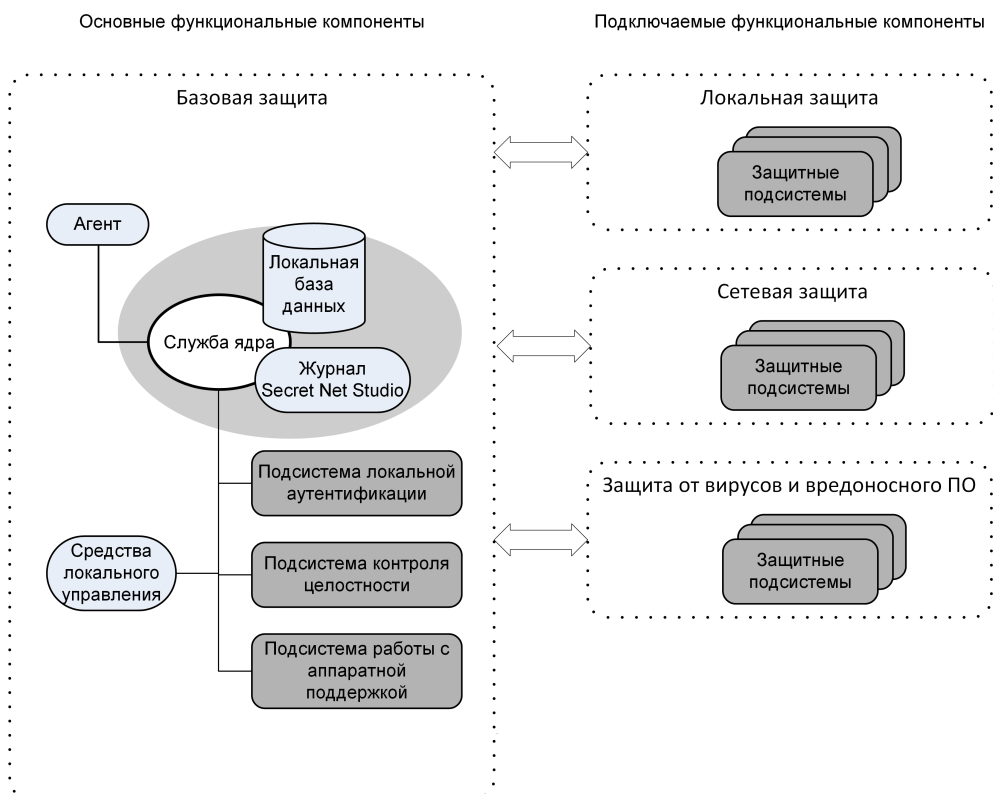 Основные функциональные компоненты
Подключаемые функциональные компоненты
Базовая защита
Агент
Локальная
база
данных
Служба ядра
Журнал
Secret Net Studio
Подсистема локальной
аутентификации
Средства
локального
управления
Подсистема контроля
целостности
Подсистема работы с
аппаратной
поддержкой
Локальная защита
Защитные
подсистемы
Сетевая защита
Защитные
подсистемы
Защита от вирусов и вредоносного ПО
Защитные
подсистемы